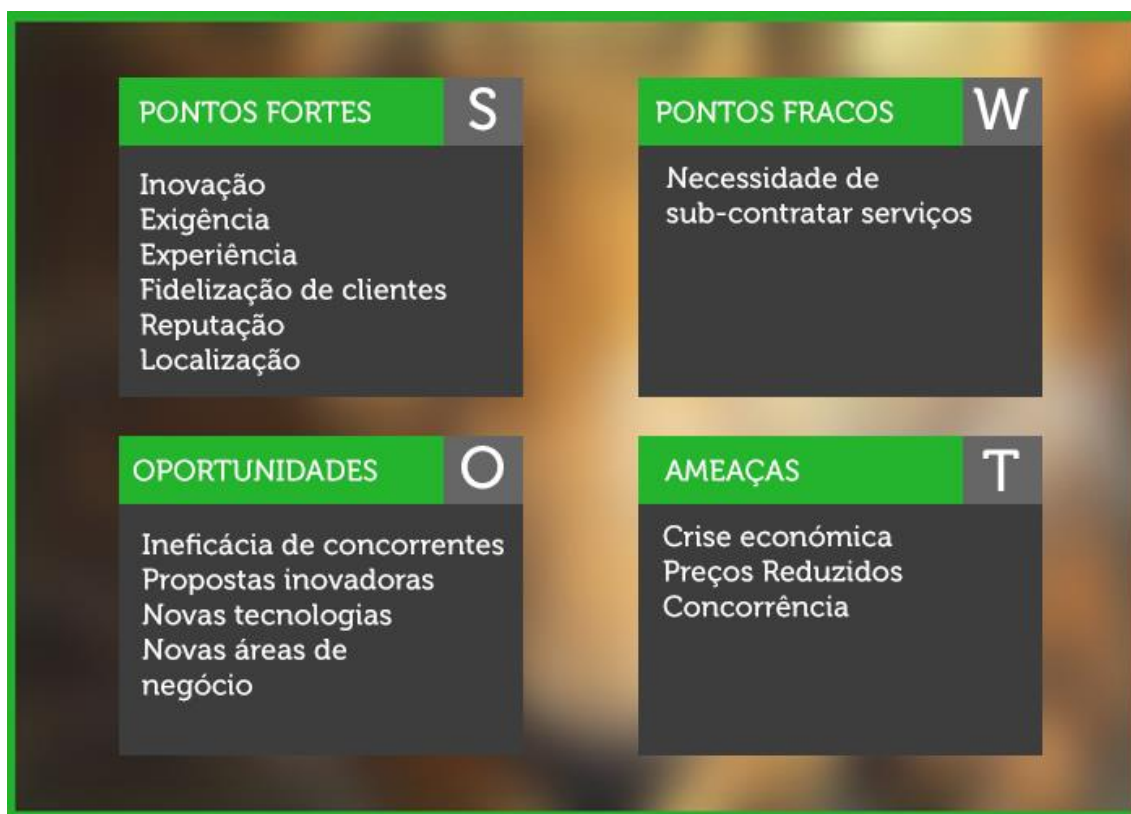 PONTOS FORTES S
Inovação
Exigência
Experiência
Fidelização de clientes
Reputação
Localização
PONTOS FRACOS W
Necessidade de
sub-contratar serviços
OPORTUNIDADES O
Ineficácia de concorrentes
Propostas inovadoras
Novas tecnologias
Novas áreas de
negócio
AMEAÇAS T
Crise económica
Preços Reduzidos
Concorrência